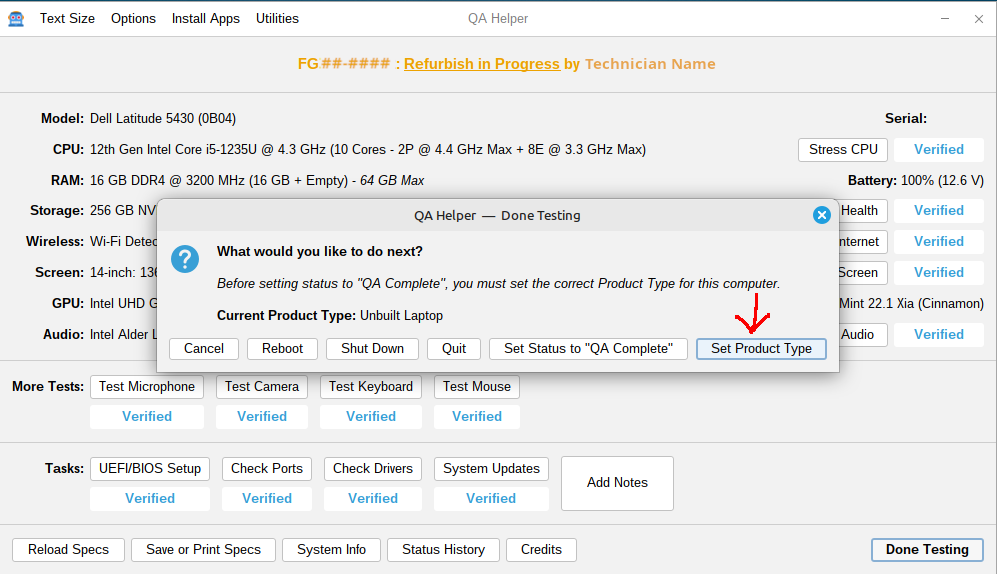 Text Size Options Install Apps Utilities QA Helper
FG ##-#### : Refurbish in Progress by Technician Name
Model: Dell Latitude 5430 (0B04) Serial:
CPU: 12th Gen Intel Core i5-1235U @ 4.3 GHz (10 Cores - 2P @ 4.4 GHz Max + 8E @ 3.3 GHz Max) Stress CPU Verified
RAM: 16 GB DDR4 @ 3200 MHz (16 GB + Empty) - 64 GB Max Battery: 100% (12.6 V)
Storage: 256 GB NV Health Verified
Wireless: Wi-Fi Detec nternet Verified
Screen: 14-inch: 136 Screen Verified
GPU: Intel UHD G Mint 22.1 Xia (Cinnamon)
Audio: Intel Alder L Audio Verified
QA Helper — Done Testing
What would you like to do next?
Before setting status to "QA Complete", you must set the correct Product Type for this computer.
Current Product Type: Unbuilt Laptop
Cancel Reboot Shut Down Quit Set Status to "QA Complete" Set Product Type
More Tests: Test Microphone Test Camera Test Keyboard Test Mouse
Verified Verified Verified Verified
Tasks: UEFI/BIOS Setup Check Ports Check Drivers System Updates Add Notes
Verified Verified Verified Verified
Reload Specs Save or Print Specs System Info Status History Credits Done Testing